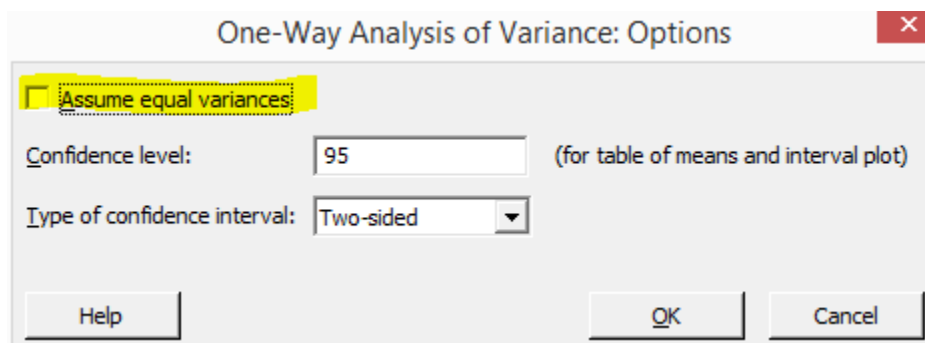 One-Way Analysis of Variance: Options
Assume equal variances
Confidence level: 95 (for table of means and interval plot)
Type of confidence interval: Two-sided
Help OK Cancel